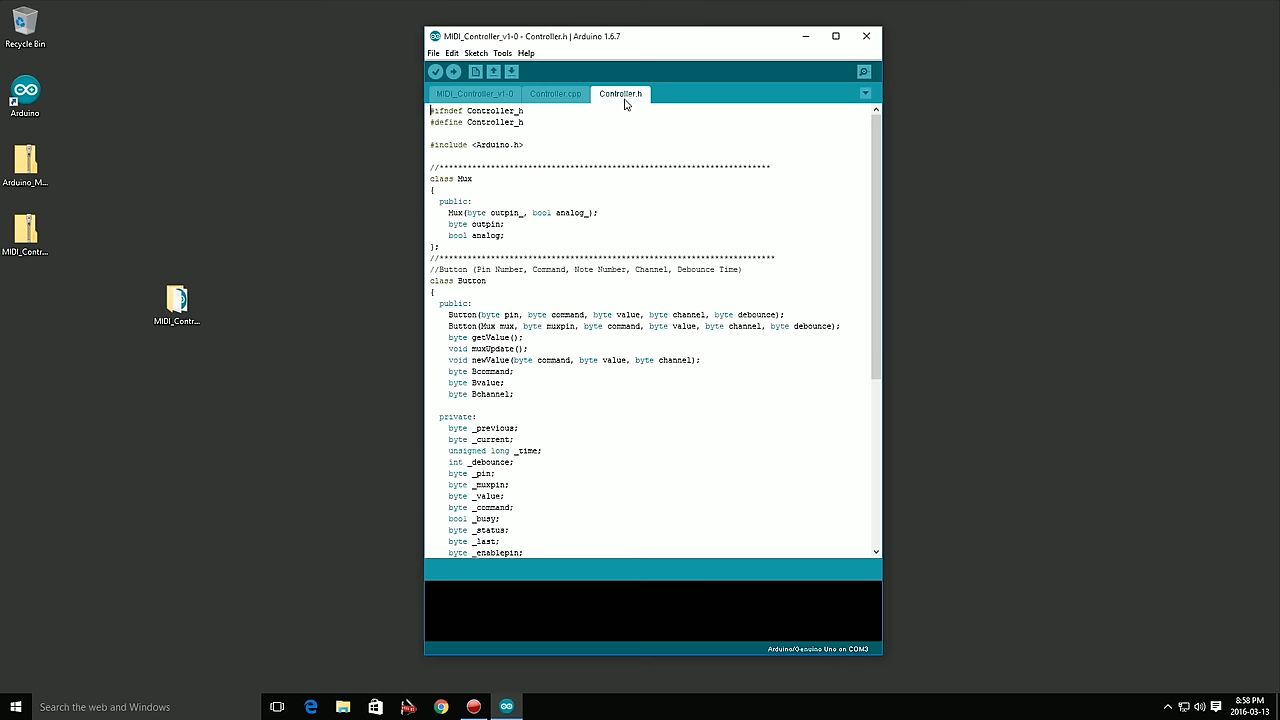 Recycle Bin
Arduino
Arduino_M...
MIDI_Contr...
MIDI_Contr...
MIDI_Controller_v1-0 - Controller.h | Arduino 1.6.7
File Edit Sketch Tools Help
MIDI_Controller_v1-0 Controller.cpp Controller.h
#ifndef Controller_h
#define Controller_h
#include <Arduino.h>
//***********************************************************************
class Mux
{
public:
Mux(byte outpin_, bool analog_);
byte outpin;
bool analog;
};
//************************************************************************
//Button (Pin Number, Command, Note Number, Channel, Debounce Time)
class Button
{
public:
Button(byte pin, byte command, byte value, byte channel, byte debounce);
Button(Mux mux, byte muxpin, byte command, byte value, byte channel, byte debounce);
byte getValue();
void muxUpdate();
void newValue(byte command, byte value, byte channel);
byte Bcommand;
byte Bvalue;
byte Bchannel;
private:
byte _previous;
byte _current;
unsigned long _time;
int _debounce;
byte _pin;
byte _muxpin;
byte _value;
byte _command;
bool _busy;
byte _status;
byte _last;
byte _enablepin;
Arduino/Genuino Uno on COM3
Search the web and Windows
8:58 PM
2016-03-13